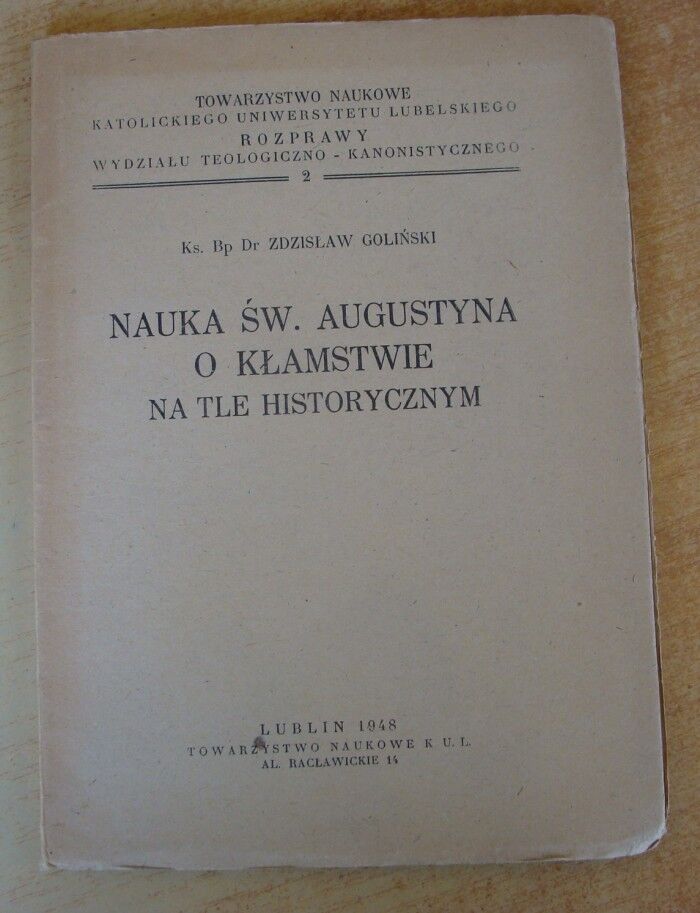 TOWARZYSTWO NAUKOWE
KATOLICKIEGO UNIWERSYTETU LUBELSKIEGO
ROZPRAWY
WYDZIAŁU TEOLOGICZNO - KANONISTYCZNEGO
2
Ks. Bp Dr ZDZISŁAW GOLIŃSKI
NAUKA ŚW. AUGUSTYNA
O KŁAMSTWIE
NA TLE HISTORYCZNYM
LUBLIN 1948
TOWARZYSTWO NAUKOWE K U. L.
AL. RACŁAWICKIE 14